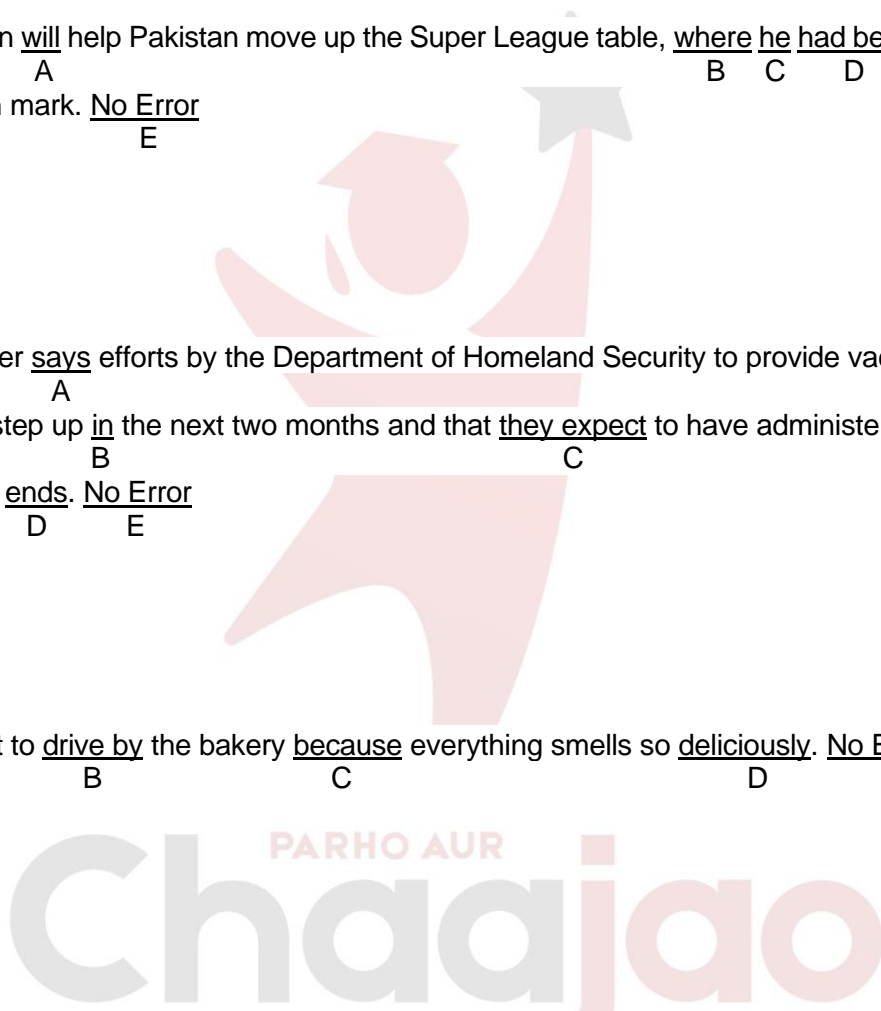 n will help Pakistan move up the Super League table, where he had be
A B C D
mark. No Error
E
er says efforts by the Department of Homeland Security to provide va
A
step up in the next two months and that they expect to have administe
B C
ends. No Error
D E
t to drive by the bakery because everything smells so deliciously. No E
B C D
PARHO AUR
Chaajao